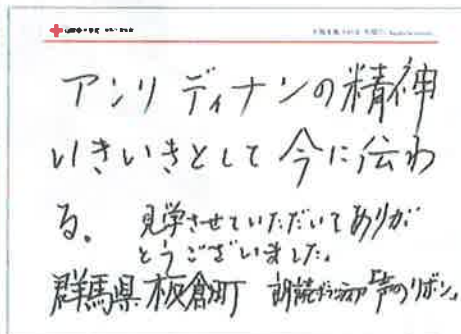 アンリ ディナンの精神
いきいきとして今に伝わ
る。 見学させていただいてありが
とうございました。
群馬県板倉町 朗読ボランティア「声のリボン」